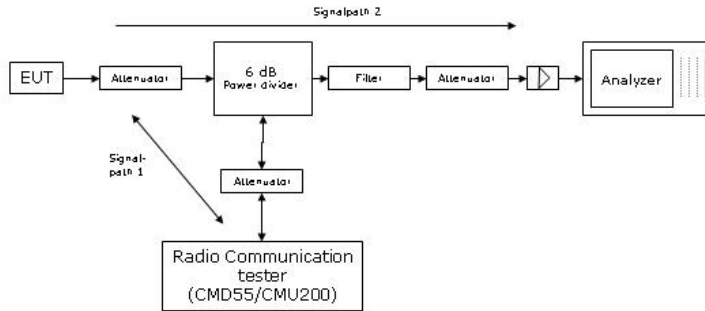 Signalpath 2
EUT
Attenuator
6 dB
Power divider
Filter
Attenuator
Analyzer
Signal-
path 1
Attenuator
Radio Communication
tester
(CMD55/CMU200)